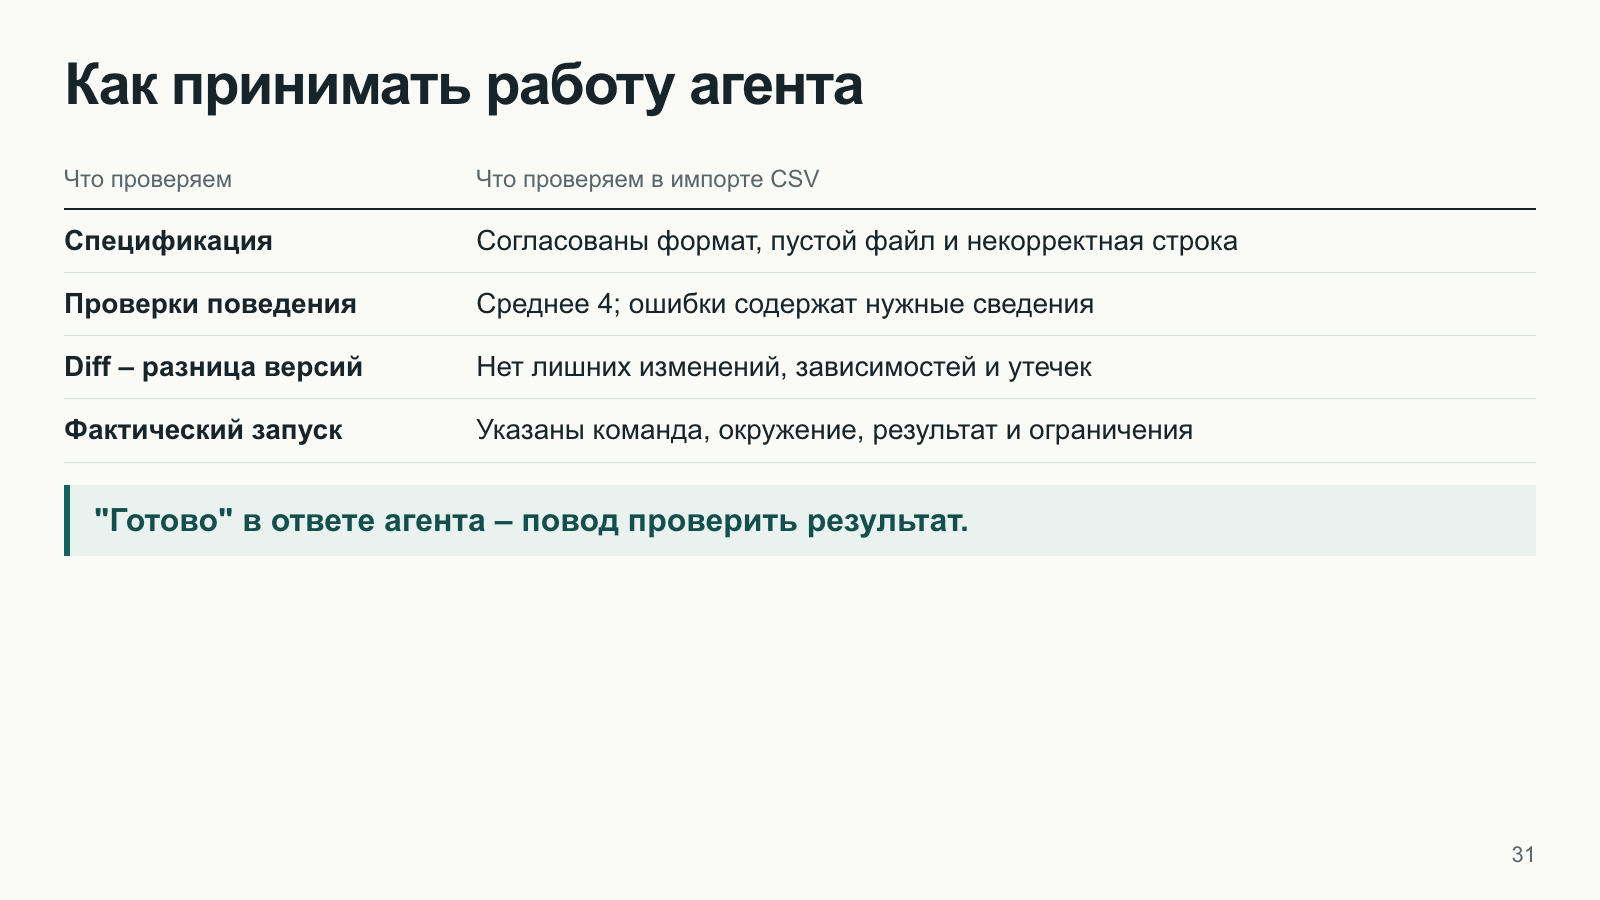 Как принимать работу агента
Что проверяем
Что проверяем в импорте CSV
Спецификация
Согласованы формат, пустой файл и некорректная строка
Проверки поведения
Среднее 4; ошибки содержат нужные сведения
Diff – разница версий
Нет лишних изменений, зависимостей и утечек
Фактический запуск
Указаны команда, окружение, результат и ограничения
"Готово" в ответе агента – повод проверить результат.
31